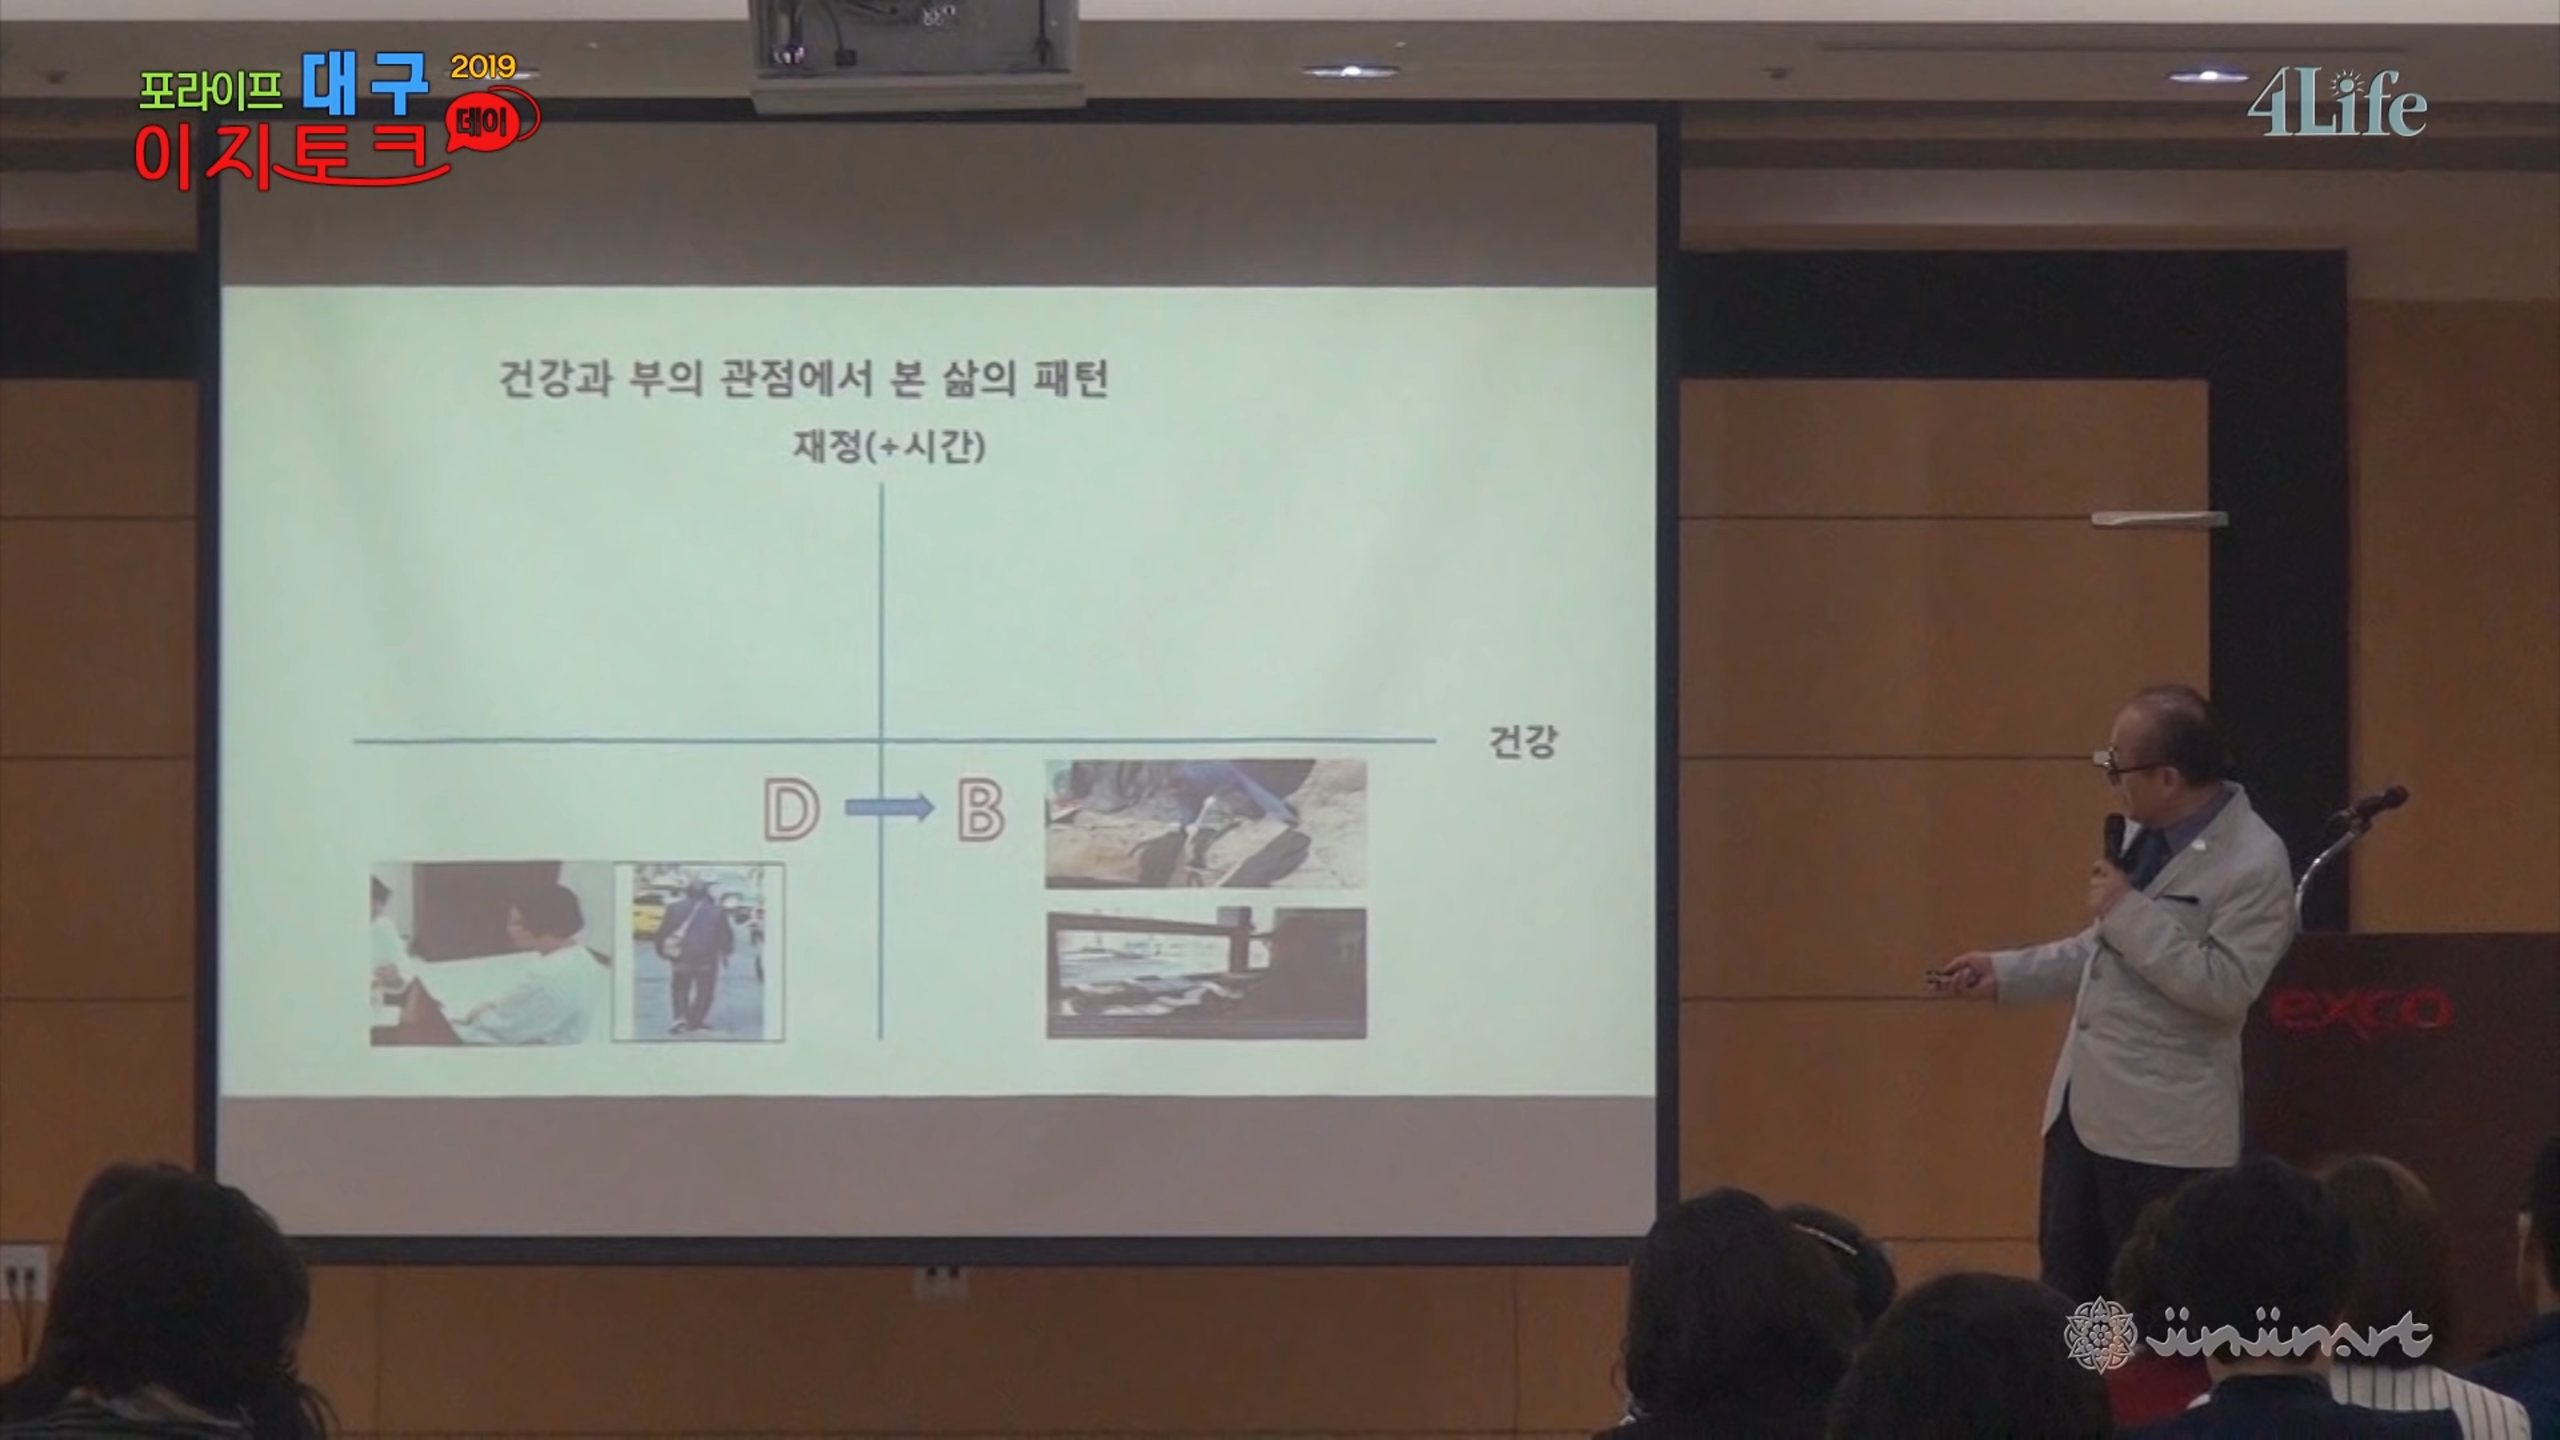 포라이프 대구 2019
이지토크 데이
4Life
건강과 부의 관점에서 본 삶의 패턴
재정(+시간)
건강
D B
exco
jinjinart